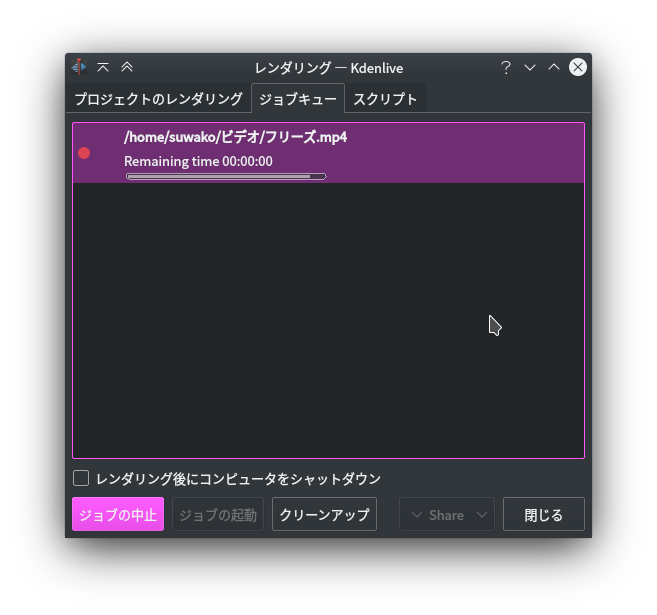 レンダリング — Kdenlive
プロジェクトのレンダリング ジョブキュー スクリプト
/home/suwako/ビデオ/フリーズ.mp4
Remaining time 00:00:00
レンダリング後にコンピュータをシャットダウン
ジョブの中止 ジョブの起動 クリーンアップ Share 閉じる